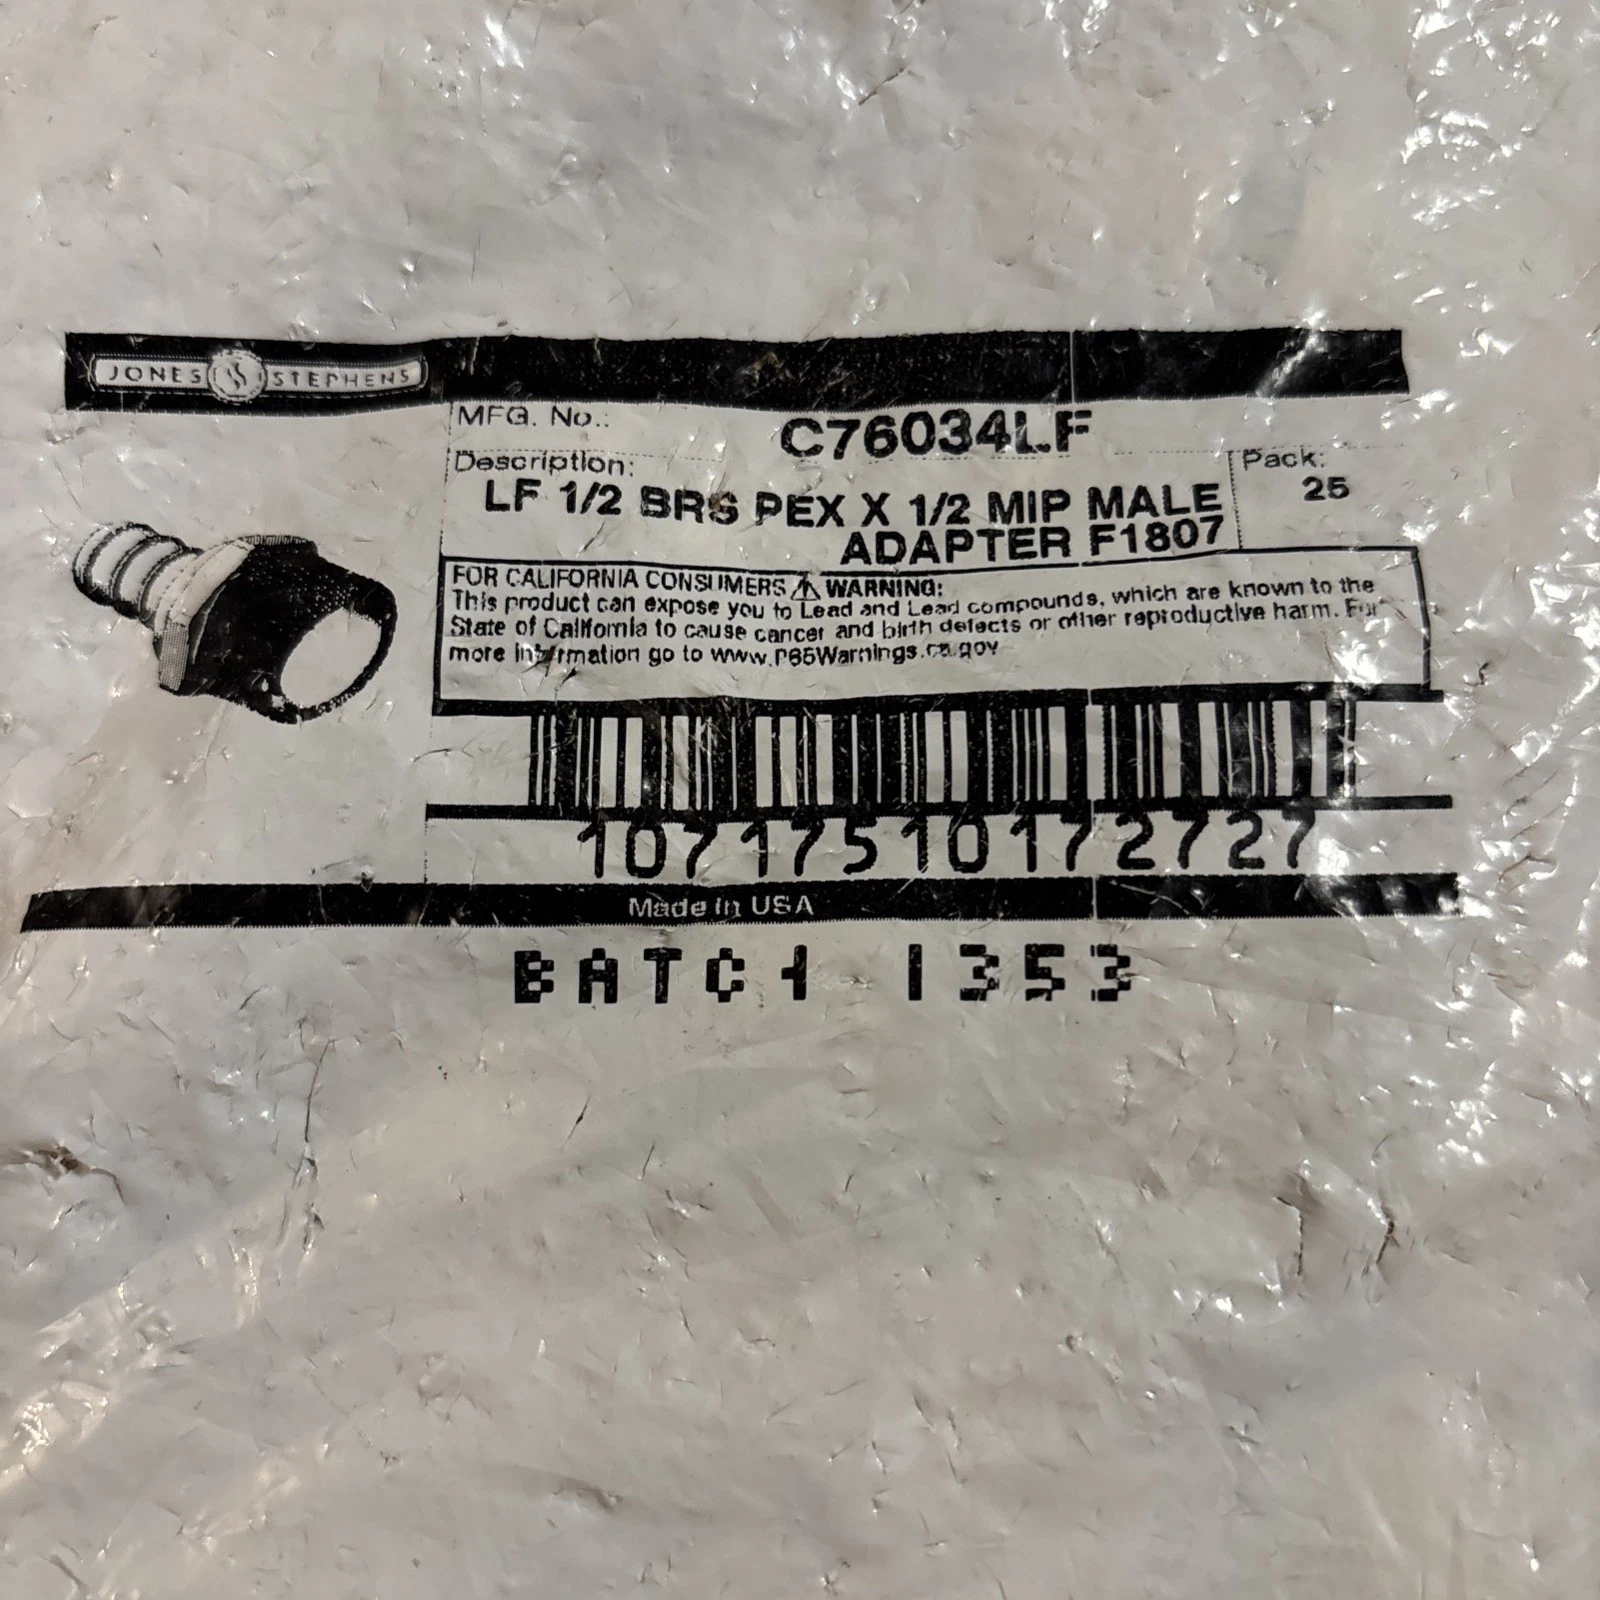 JONES STEPHENS
MFG. No.: C76034LF
Description:
LF 1/2 BRS PEX X 1/2 MIP MALE
ADAPTER F1807
Pack:
25
FOR CALIFORNIA CONSUMERS ⚠ WARNING:
This product can expose you to Lead and Lead compounds, which are known to the
State of California to cause cancer and birth defects or other reproductive harm. For
more information go to www.P65Warnings.ca.gov
10717510172727
Made in USA
BATCH 1353